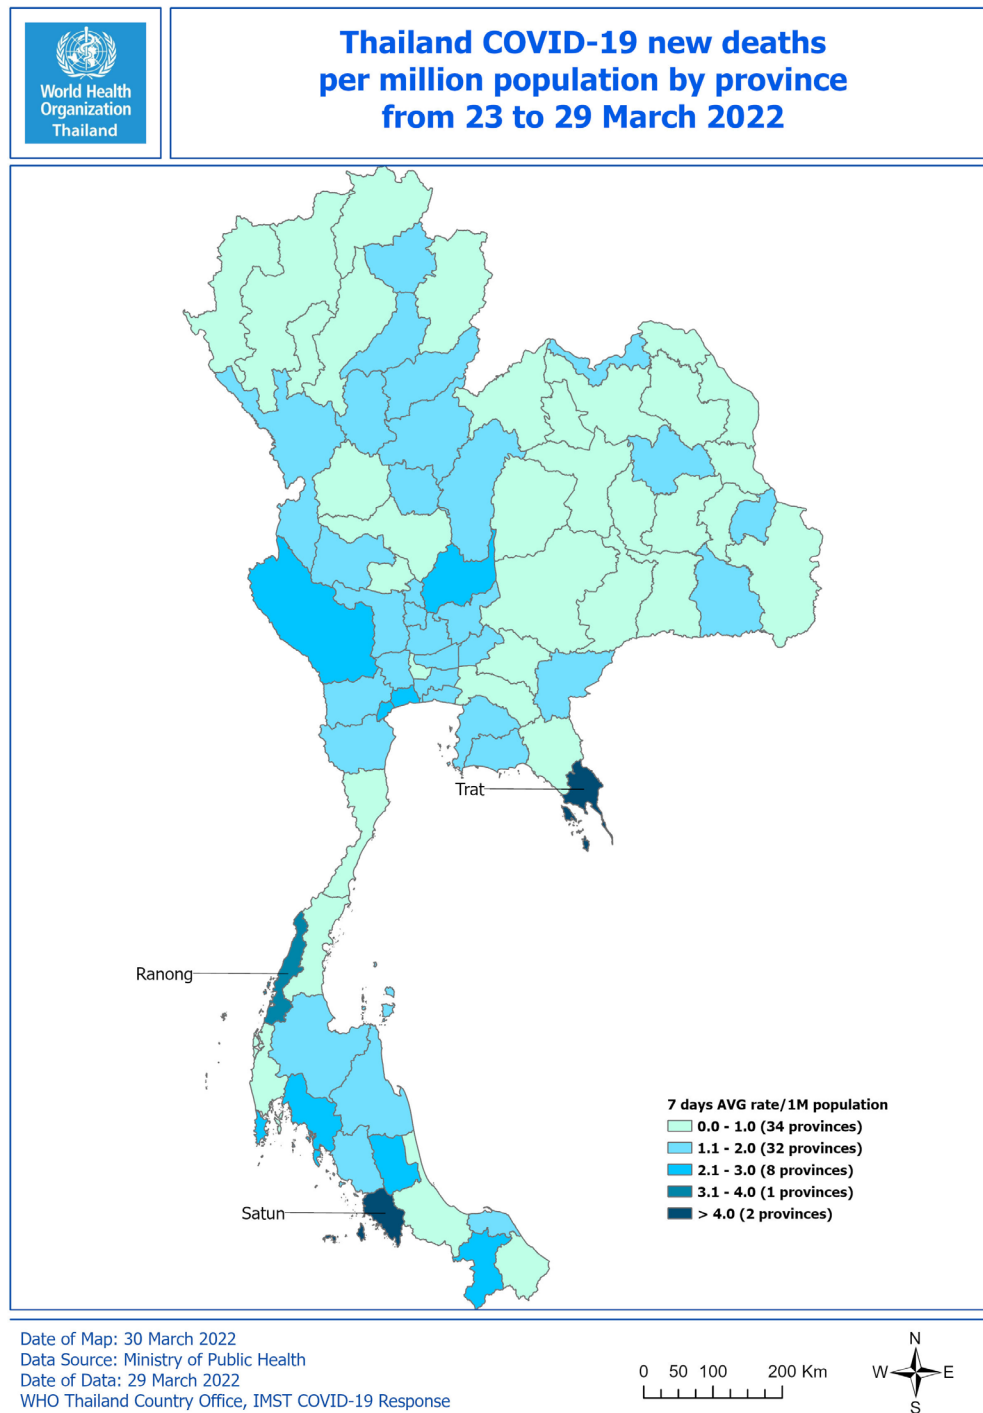 World Health
Organization
Thailand
Thailand COVID-19 new deaths
per million population by province
from 23 to 29 March 2022
Trat
Ranong
Satun
7 days AVG rate/1M population
0.0 - 1.0 (34 provinces)
1.1 - 2.0 (32 provinces)
2.1 - 3.0 (8 provinces)
3.1 - 4.0 (1 provinces)
> 4.0 (2 provinces)
Date of Map: 30 March 2022
Data Source: Ministry of Public Health
Date of Data: 29 March 2022
WHO Thailand Country Office, IMST COVID-19 Response
0 50 100 200 Km
N
W E
S